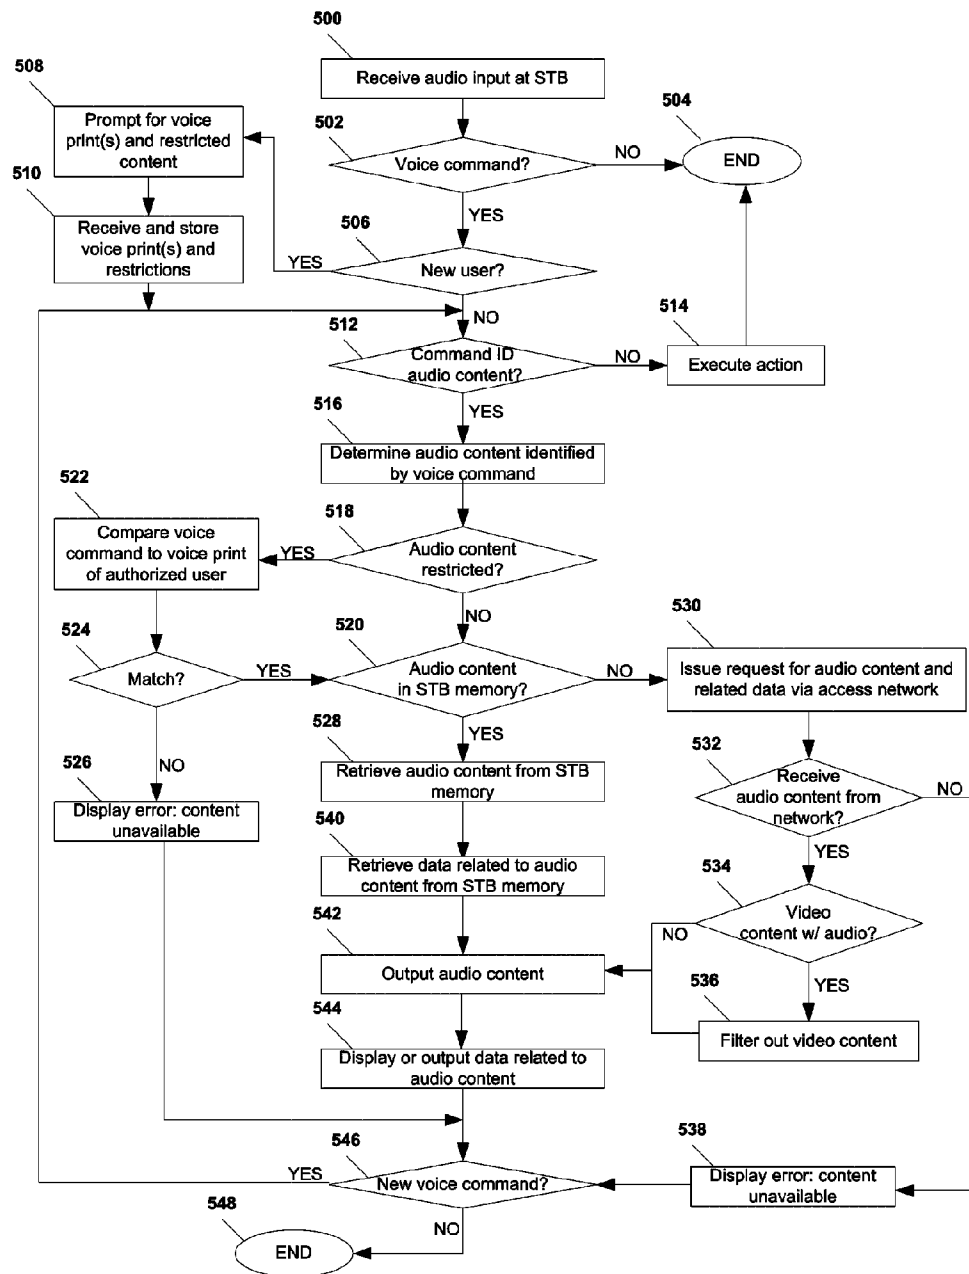 500
Receive audio input at STB
508
Prompt for voice
print(s) and restricted
content
502
Voice command?
NO
504
END
YES
510
Receive and store
voice print(s) and
restrictions
506
New user?
YES
NO
512
Command ID
audio content?
NO
514
Execute action
YES
516
Determine audio content identified
by voice command
522
Compare voice
command to voice print
of authorized user
518
Audio content
restricted?
YES
NO
524
Match?
YES
520
Audio content
in STB memory?
NO
530
Issue request for audio content and
related data via access network
YES
528
Retrieve audio content from STB
memory
NO
526
Display error: content
unavailable
532
Receive
audio content from
network?
NO
YES
540
Retrieve data related to audio
content from STB memory
534
Video
content w/ audio?
NO
YES
542
Output audio content
536
Filter out video content
544
Display or output data related to
audio content
546
New voice command?
YES
NO
538
Display error: content
unavailable
548
END